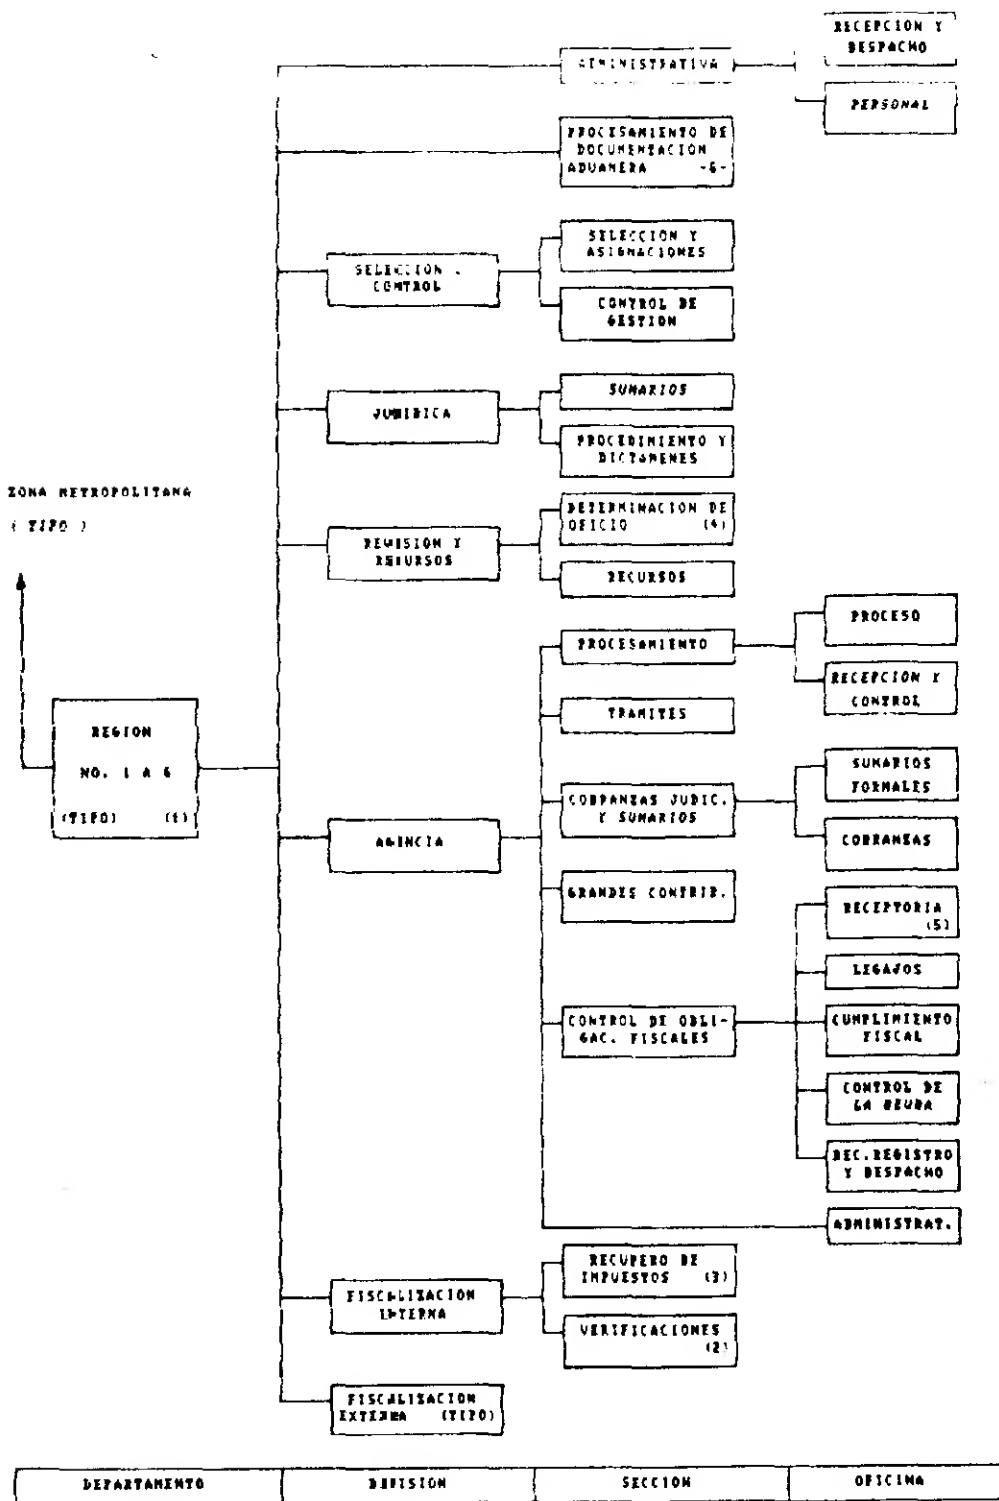 RECEPCION Y
DESPACHO
ADMINISTRATIVA
PERSONAL
PROCESAMIENTO DE
DOCUMENTACION
ADUANERA -6-
SELECCION Y
ASIGNACIONES
SELECCION
CONTROL
CONTROL DE
GESTION
SUMARIOS
JURIDICA
PROCEDIMIENTO Y
DICTAMENES
ZONA METROPOLITANA
( TIPO )
DETERMINACION DE
OFICIO (4)
REVISION Y
RECURSOS
RECURSOS
PROCESO
PROCESAMIENTO
RECEPCION Y
CONTROL
TRAMITES
REGION
NO. 1 A 6
(TIPO) (1)
SUMARIOS
FORMALES
COBRANZAS JUDIC.
Y SUMARIOS
COBRANZAS
AGENCIA
GRANDES CONTRIB.
RECEPTORIA
(5)
LEGAJOS
CONTROL DE OBLI-
GAC. FISCALES
CUMPLIMIENTO
FISCAL
CONTROL DE
LA DEUDA
REC.REGISTRO
Y DESPACHO
ADMINISTRAT.
RECUPERO DE
IMPUESTOS (3)
FISCALIZACION
INTERNA
VERIFICACIONES
(2)
FISCALIZACION
EXTERNA (TIPO)
DEPARTAMENTO DIVISION SECCION OFICINA